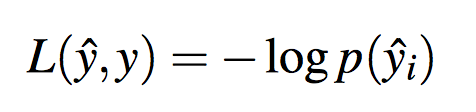 L(ŷ, y) = − log p(ŷᵢ)